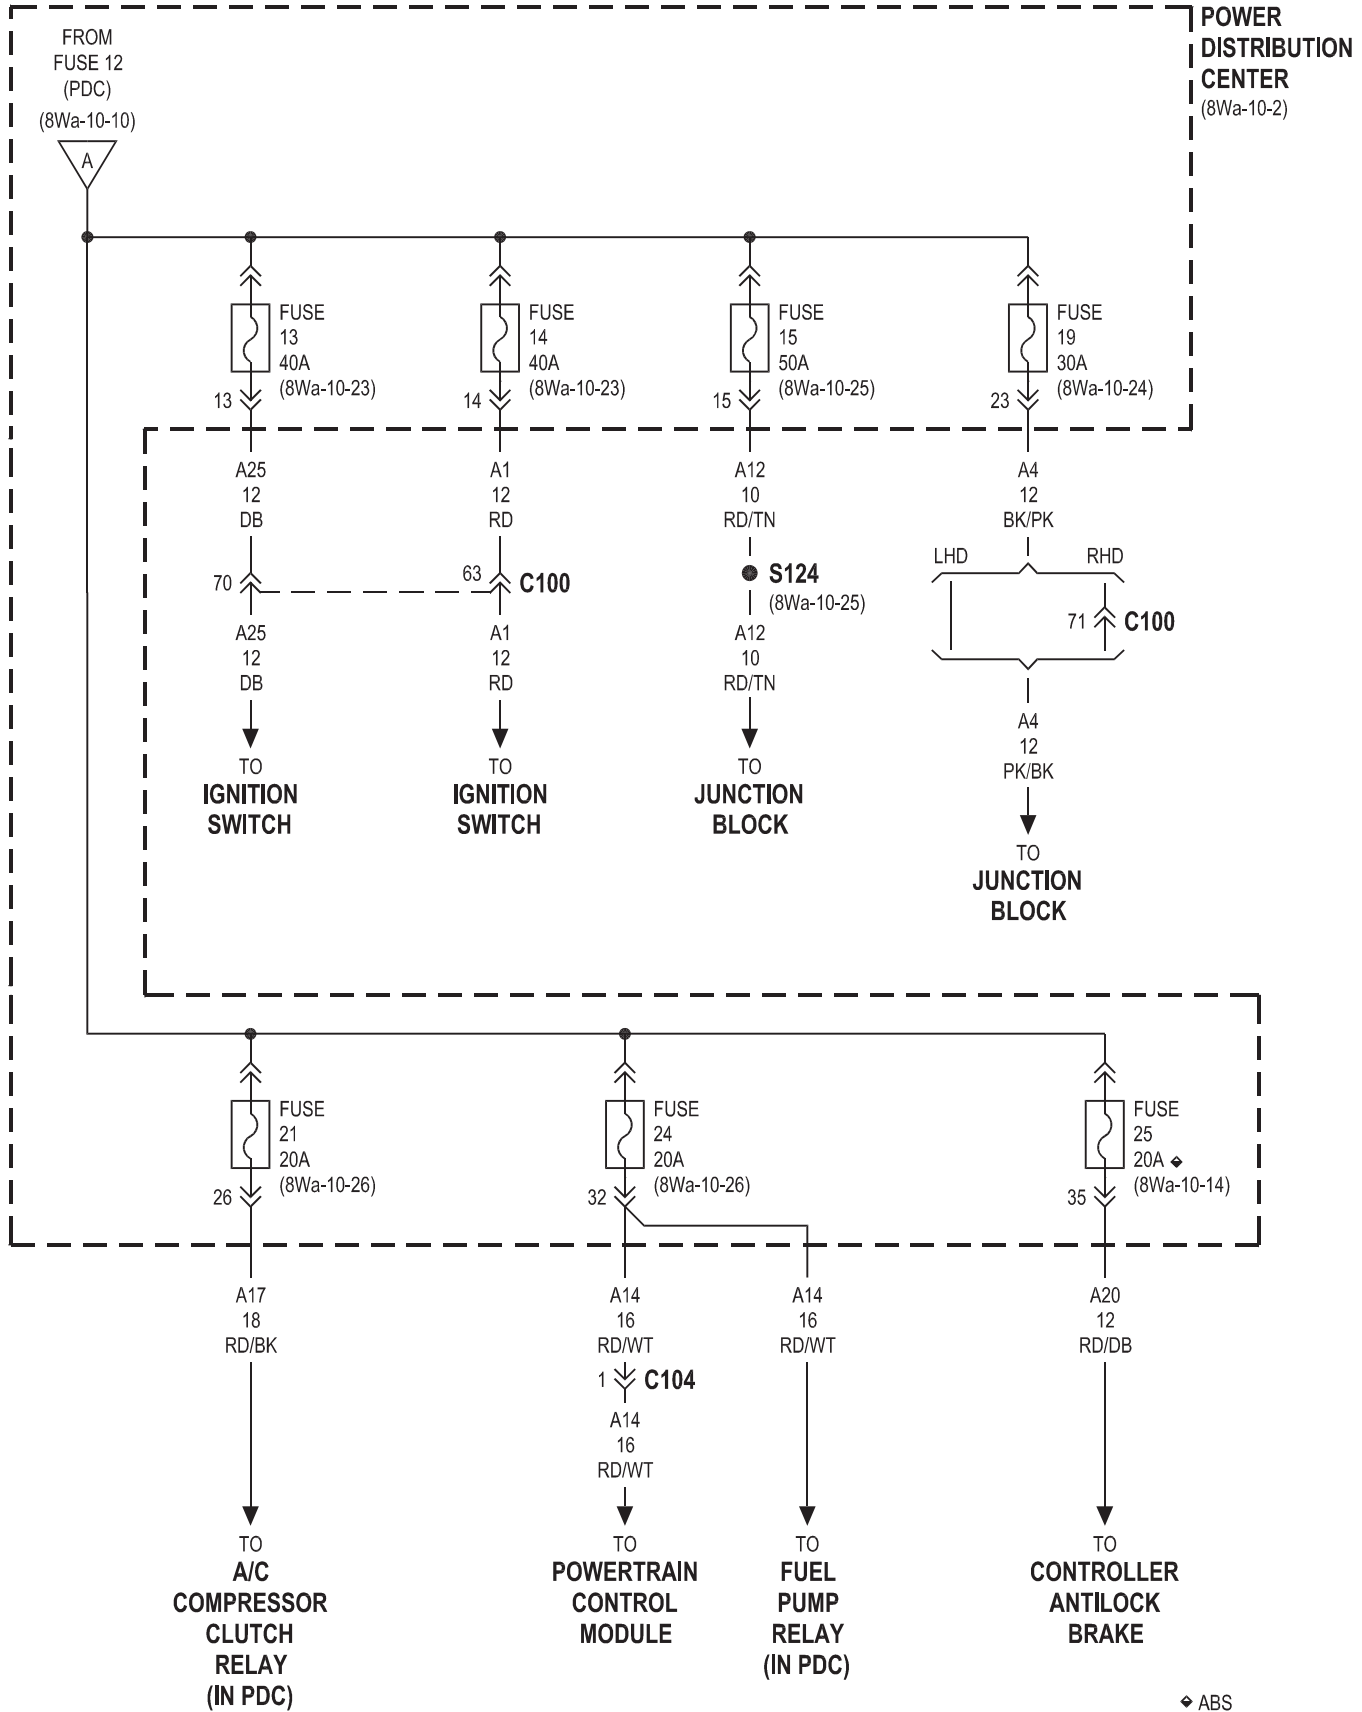 POWER
DISTRIBUTION
CENTER
(8Wa-10-2)
FROM
FUSE 12
(PDC)
(8Wa-10-10)
A
FUSE
13
40A
(8Wa-10-23)
13
FUSE
14
40A
(8Wa-10-23)
14
FUSE
15
50A
(8Wa-10-25)
15
FUSE
19
30A
(8Wa-10-24)
23
A25
12
DB
70
A25
12
DB
TO
IGNITION
SWITCH
A1
12
RD
63
C100
A1
12
RD
TO
IGNITION
SWITCH
A12
10
RD/TN
S124
(8Wa-10-25)
A12
10
RD/TN
TO
JUNCTION
BLOCK
A4
12
BK/PK
LHD
RHD
71
C100
A4
12
PK/BK
TO
JUNCTION
BLOCK
FUSE
21
20A
(8Wa-10-26)
26
FUSE
24
20A
(8Wa-10-26)
32
FUSE
25
20A ⬙
(8Wa-10-14)
35
A17
18
RD/BK
TO
A/C
COMPRESSOR
CLUTCH
RELAY
(IN PDC)
A14
16
RD/WT
1
C104
A14
16
RD/WT
TO
POWERTRAIN
CONTROL
MODULE
A14
16
RD/WT
TO
FUEL
PUMP
RELAY
(IN PDC)
A20
12
RD/DB
TO
CONTROLLER
ANTILOCK
BRAKE
⬙ ABS